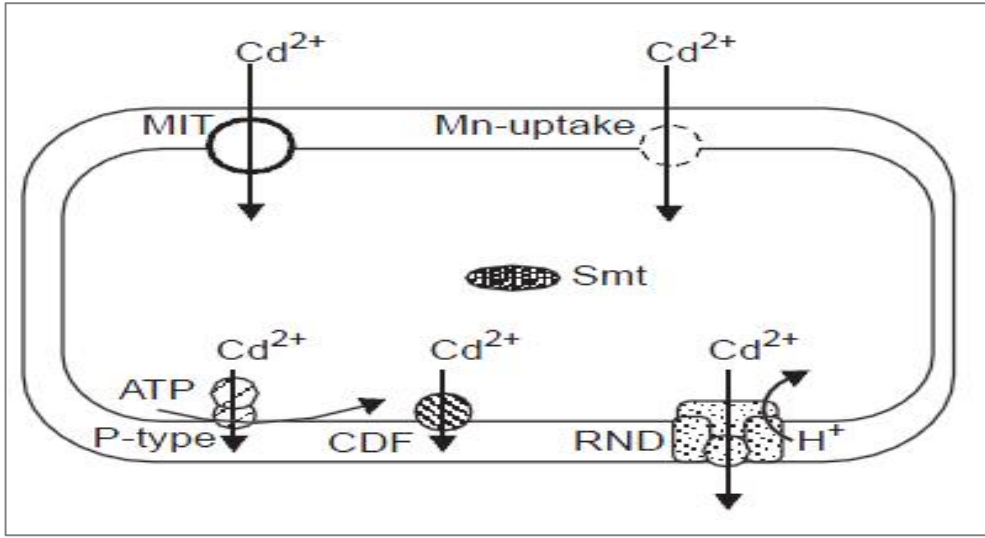 Cd²⁺ Cd²⁺
MIT Mn-uptake
Smt
Cd²⁺ Cd²⁺ Cd²⁺
ATP
P-type CDF RND H⁺